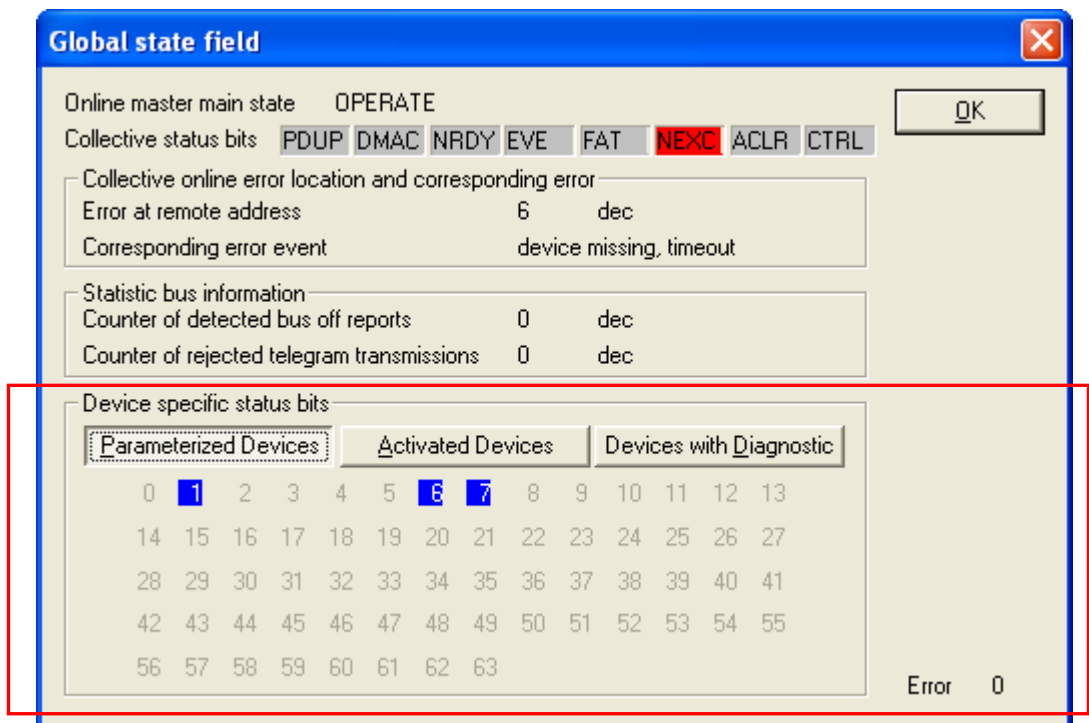 Global state field
Online master main state OPERATE
OK
Collective status bits PDUP DMAC NRDY EVE FAT NEXC ACLR CTRL
Collective online error location and corresponding error
Error at remote address 6 dec
Corresponding error event device missing, timeout
Statistic bus information
Counter of detected bus off reports 0 dec
Counter of rejected telegram transmissions 0 dec
Device specific status bits
Parameterized Devices Activated Devices Devices with Diagnostic
0 1 2 3 4 5 6 7 8 9 10 11 12 13
14 15 16 17 18 19 20 21 22 23 24 25 26 27
28 29 30 31 32 33 34 35 36 37 38 39 40 41
42 43 44 45 46 47 48 49 50 51 52 53 54 55
56 57 58 59 60 61 62 63
Error 0